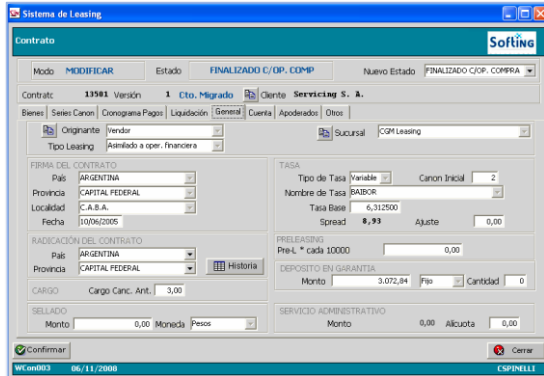 Sistema de Leasing
Contrato
Softing
Modo MODIFICAR Estado FINALIZADO C/OP. COMP Nuevo Estado FINALIZADO C/OP. COMPRA
Contratc 13501 Versión 1 Cto. Migrado Cliente Servicing S. A.
Bienes Series Canon Cronograma Pagos Liquidación General Cuenta Apoderados Otros
Originante Vendor Sucursal CGM Leasing
Tipo Leasing Asimilado a oper. financiera
FIRMA DEL CONTRATO
País ARGENTINA
Provincia CAPITAL FEDERAL
Localidad C.A.B.A.
Fecha 10/06/2005
TASA
Tipo de Tasa Variable Canon Inicial 2
Nombre de Tasa BAIBOR
Tasa Base 6,312500
Spread 8,93 Ajuste 0,00
RADICACIÓN DEL CONTRATO
País ARGENTINA
Provincia CAPITAL FEDERAL
Historia
PRELEASING
Pre-L * cada 10000 0,00
DEPOSITO EN GARANTIA
Monto 3.072,84 Fijo Cantidad 0
CARGO Cargo Canc. Ant. 3,00
SELLADO
Monto 0,00 Moneda Pesos
SERVICIO ADMINISTRATIVO
Monto 0,00 Alícuota 0,00
Confirmar
Cerrar
WCon003 06/11/2008 CSPINELLI